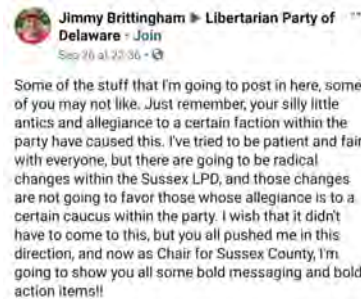 Jimmy Brittingham ▸ Libertarian Party of
Delaware · Join
Sep 26 at 22:36 ·
Some of the stuff that I'm going to post in here, some
of you may not like. Just remember, your silly little
antics and allegiance to a certain faction within the
party have caused this. I've tried to be patient and fair
with everyone, but there are going to be radical
changes within the Sussex LPD, and those changes
are not going to favor those whose allegiance is to a
certain caucus within the party. I wish that it didn't
have to come to this, but you all pushed me in this
direction, and now as Chair for Sussex County, I'm
going to show you all some bold messaging and bold
action items!!